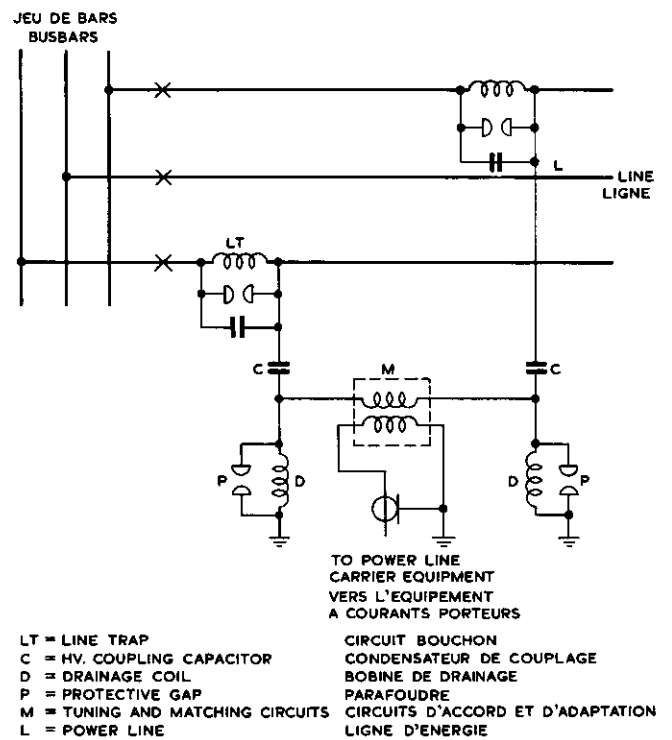 JEU DE BARS
BUSBARS
L
LINE
LIGNE
LT
C
M
C
P
D
D
P
TO POWER LINE
CARRIER EQUIPMENT
VERS L'EQUIPEMENT
A COURANTS PORTEURS
LT = LINE TRAP CIRCUIT BOUCHON
C = HV. COUPLING CAPACITOR CONDENSATEUR DE COUPLAGE
D = DRAINAGE COIL BOBINE DE DRAINAGE
P = PROTECTIVE GAP PARAFOUDRE
M = TUNING AND MATCHING CIRCUITS CIRCUITS D'ACCORD ET D'ADAPTATION
L = POWER LINE LIGNE D'ENERGIE